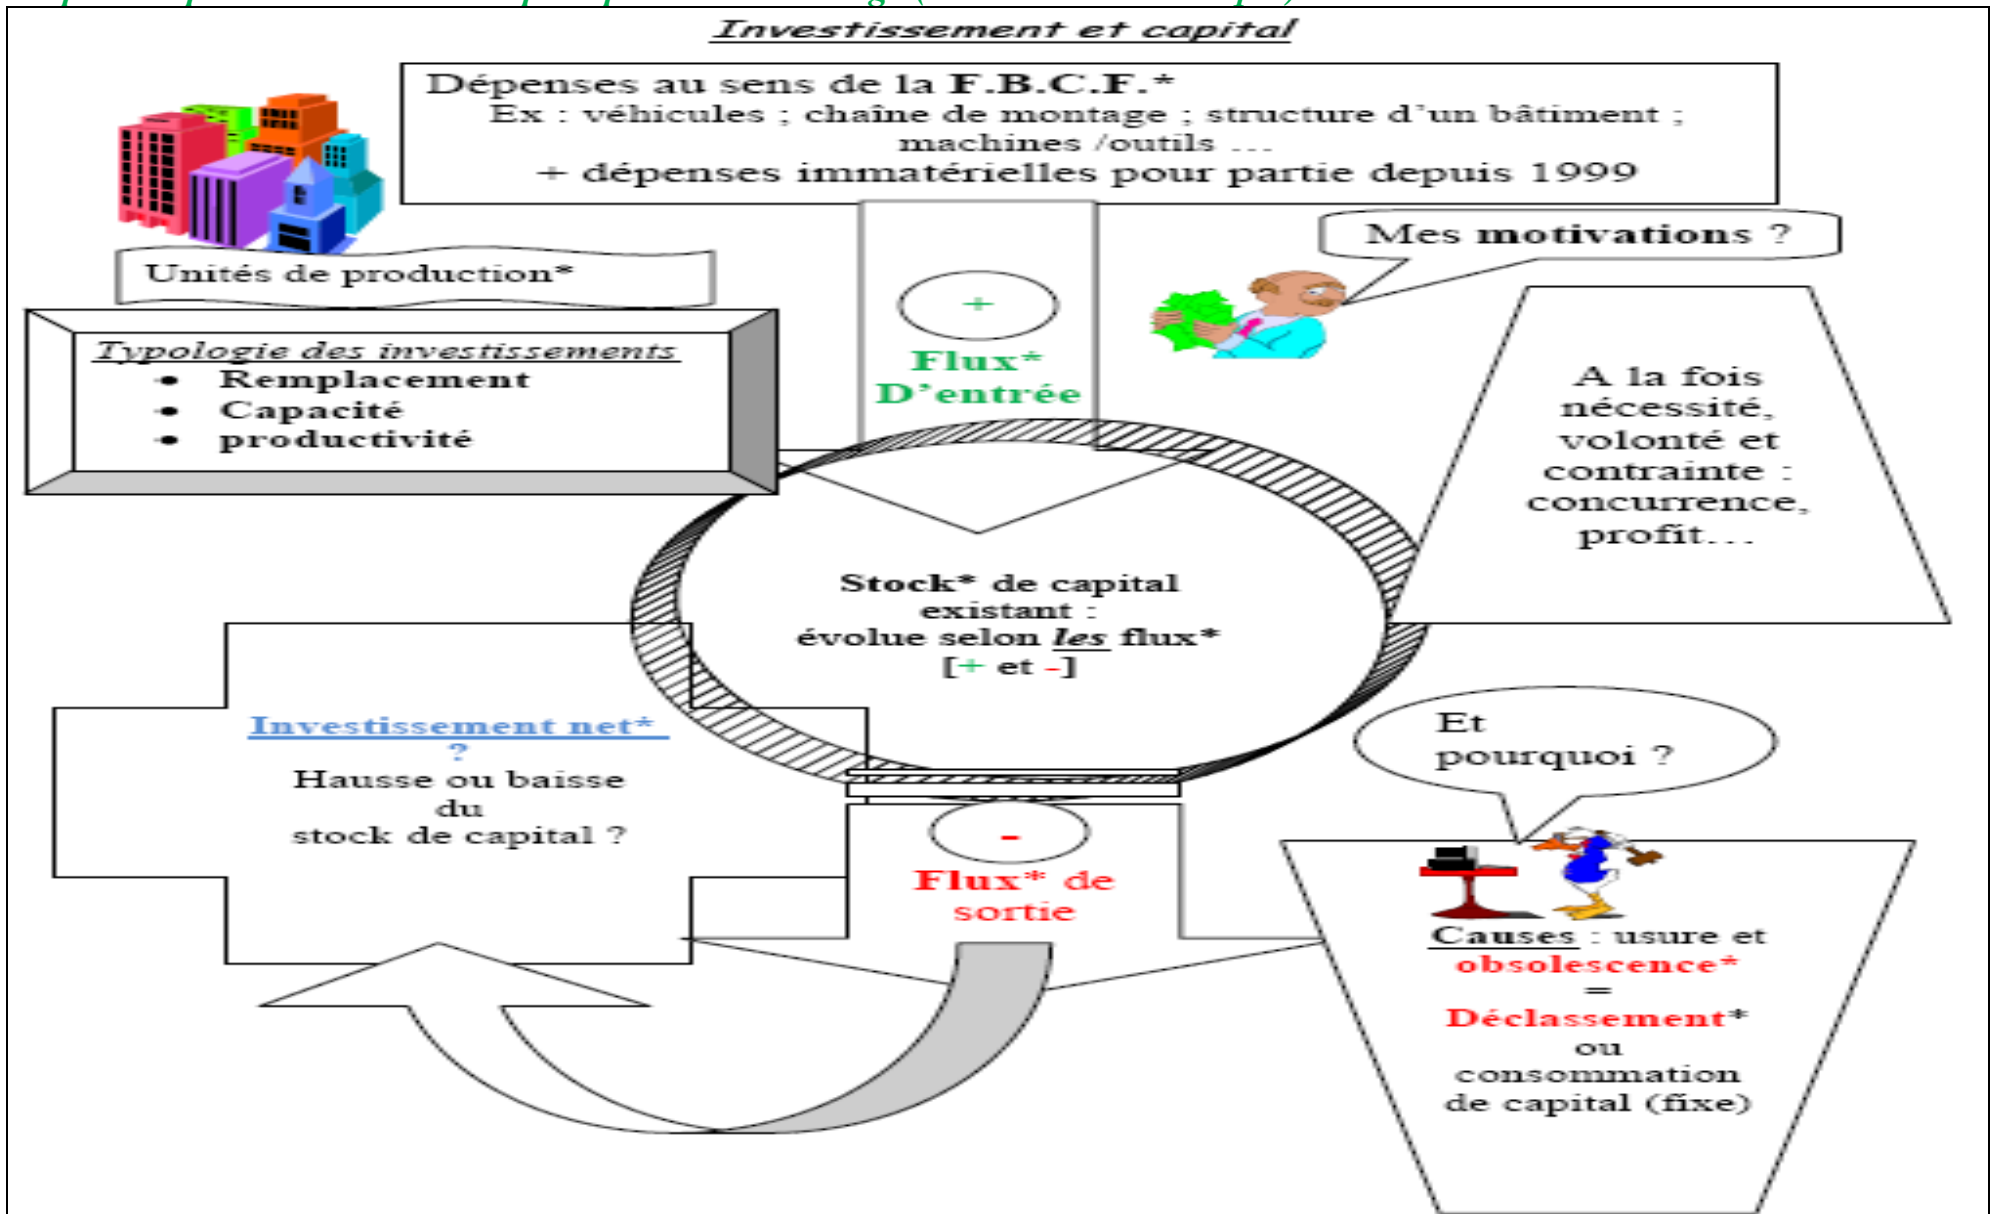 Investissement et capital
Dépenses au sens de la F.B.C.F.*
Ex : véhicules ; chaîne de montage ; structure d'un bâtiment ;
machines /outils ...
+ dépenses immatérielles pour partie depuis 1999
Unités de production*
Typologie des investissements
• Remplacement
• Capacité
• productivité
+
Flux*
D'entrée
Mes motivations ?
A la fois
nécessité,
volonté et
contrainte :
concurrence,
profit...
Stock* de capital
existant :
évolue selon les flux*
[+ et -]
Investissement net*
?
Hausse ou baisse
du
stock de capital ?
-
Flux* de
sortie
Et
pourquoi ?
Causes : usure et
obsolescence*
=
Déclassement*
ou
consommation
de capital (fixe)